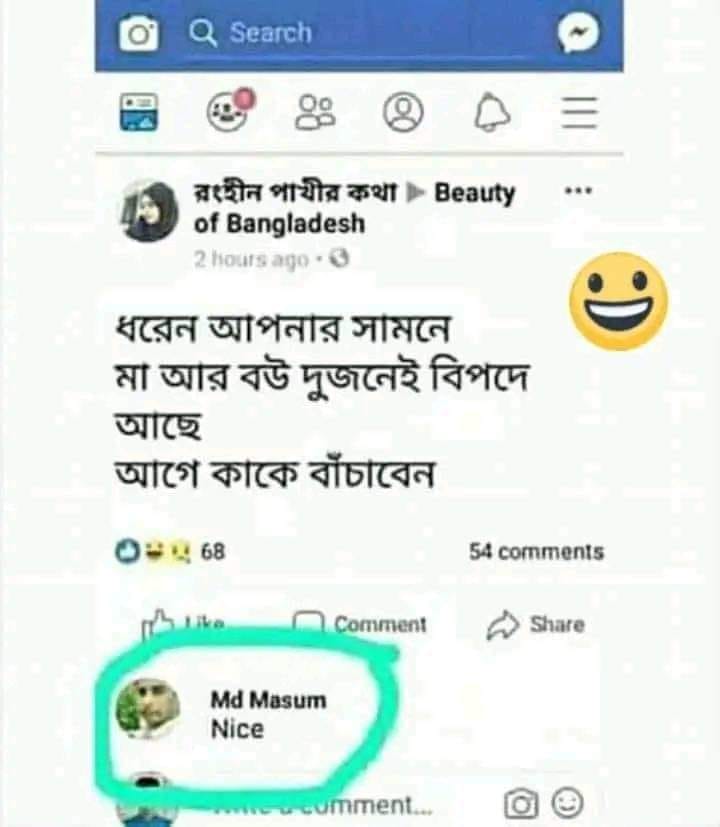 Search
রংহীন পাখীর কথা ▶ Beauty
of Bangladesh
2 hours ago
ধরেন আপনার সামনে
মা আর বউ দুজনেই বিপদে
আছে
আগে কাকে বাঁচাবেন
68
54 comments
Like
Comment
Share
Md Masum
Nice
comment...